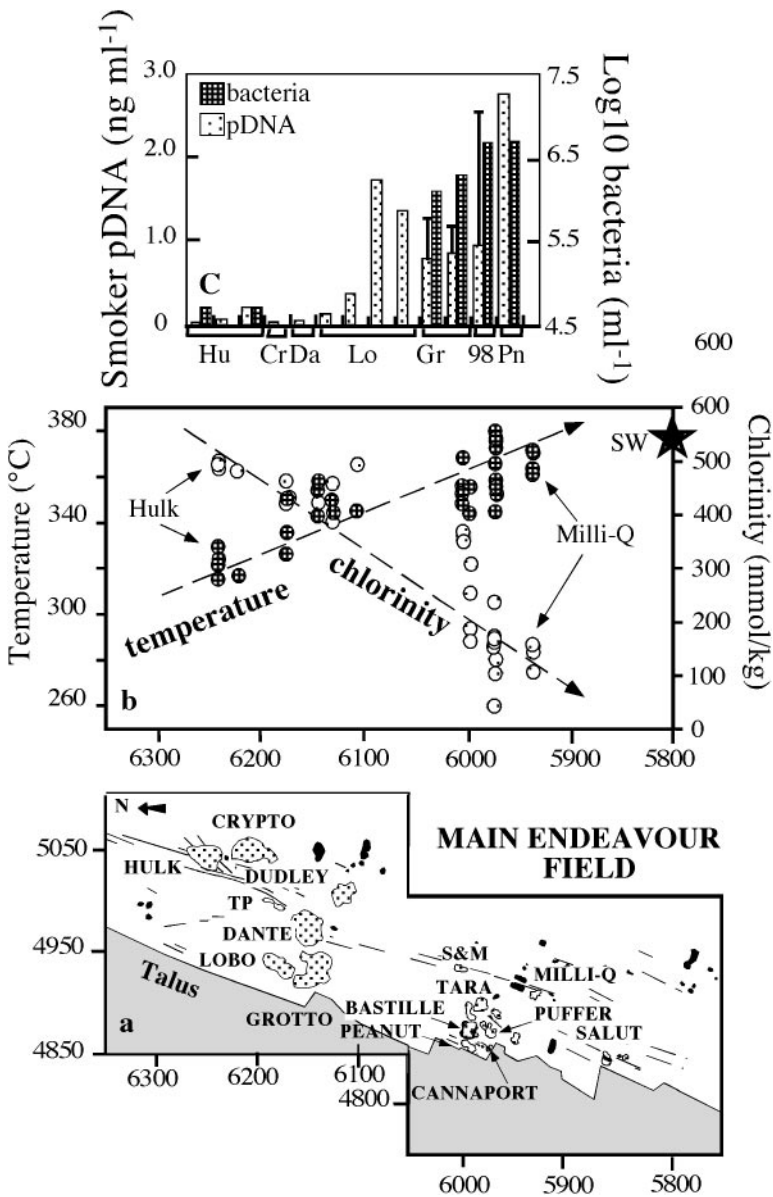 3.0
2.0
1.0
0
Smoker pDNA (ng ml-1)
bacteria
pDNA
C
7.5
6.5
5.5
4.5
Log10 bacteria (ml-1)
Hu Cr Da Lo Gr 98 Pn
600
380
340
300
260
Temperature (°C)
600
500
400
300
200
100
0
Chlorinity (mmol/kg)
SW
Hulk
Milli-Q
temperature
chlorinity
b
6300 6200 6100 6000 5900 5800
N
MAIN ENDEAVOUR
FIELD
5050
4950
4850
CRYPTO
HULK
DUDLEY
TP
DANTE
LOBO
GROTTO
Talus
a
S&M
MILLI-Q
TARA
BASTILLE
PUFFER
PEANUT
SALUT
CANNAPORT
6300 6200 6100
4800
6000 5900 5800